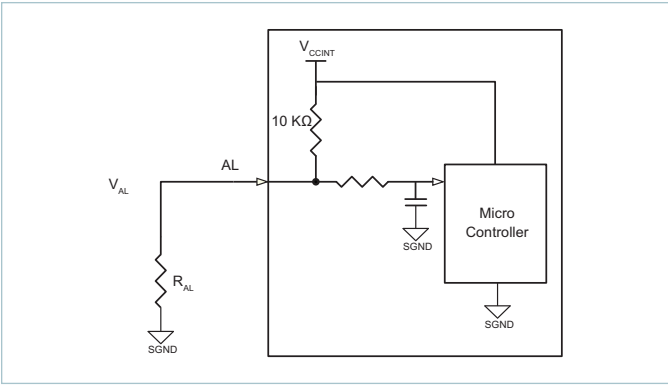 V_CCINT
10 KΩ
AL
V_AL
Micro
Controller
SGND
R_AL
SGND
SGND